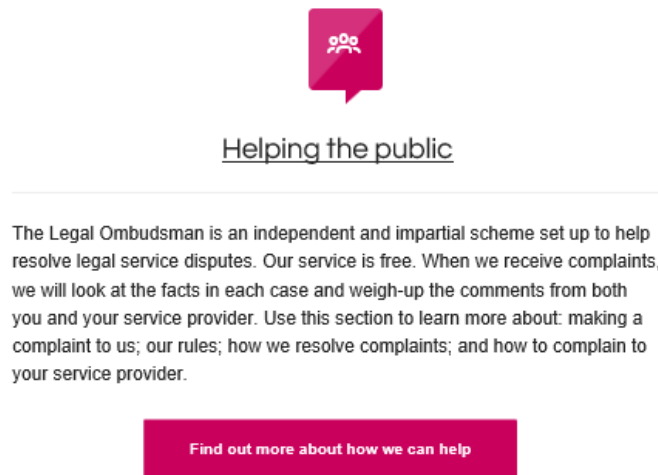 Helping the public
The Legal Ombudsman is an independent and impartial scheme set up to help
resolve legal service disputes. Our service is free. When we receive complaints,
we will look at the facts in each case and weigh-up the comments from both
you and your service provider. Use this section to learn more about: making a
complaint to us; our rules; how we resolve complaints; and how to complain to
your service provider.
Find out more about how we can help